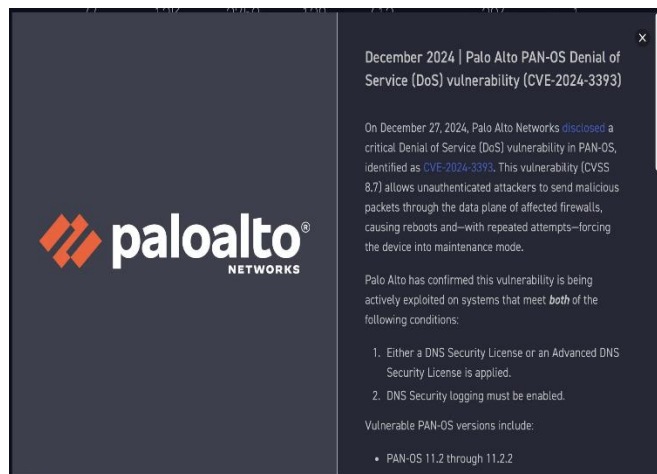 paloalto®
NETWORKS
X
December 2024 | Palo Alto PAN-OS Denial of
Service (DoS) vulnerability (CVE-2024-3393)
On December 27, 2024, Palo Alto Networks disclosed a
critical Denial of Service (DoS) vulnerability in PAN-OS,
identified as CVE-2024-3393. This vulnerability (CVSS
8.7) allows unauthenticated attackers to send malicious
packets through the data plane of affected firewalls,
causing reboots and—with repeated attempts—forcing
the device into maintenance mode.
Palo Alto has confirmed this vulnerability is being
actively exploited on systems that meet both of the
following conditions:
1. Either a DNS Security License or an Advanced DNS
Security License is applied.
2. DNS Security logging must be enabled.
Vulnerable PAN-OS versions include:
• PAN-OS 11.2 through 11.2.2